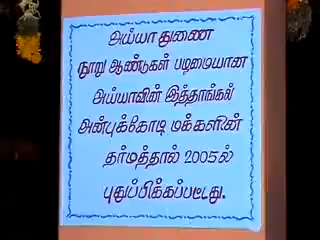 அய்யா துணை
நூறு ஆண்டுகள் பழமையான
அய்யாவின் இத்தாங்கல்
அன்புக்கோடி மக்களின்
தர்மத்தால் 2005ல்
புதுப்பிக்கப்பட்டது.